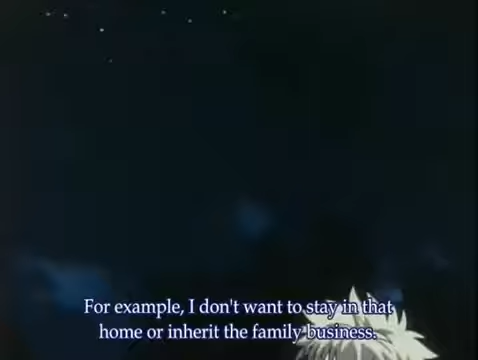 For example, I don't want to stay in that
home or inherit the family business.